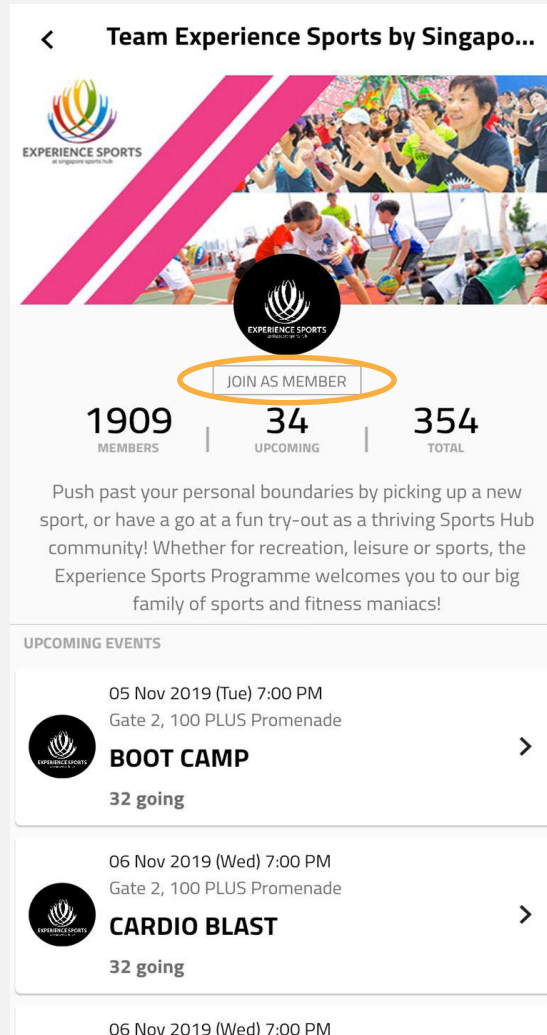 Team Experience Sports by Singapo...
EXPERIENCE SPORTS
at singapore sports hub
EXPERIENCE SPORTS
JOIN AS MEMBER
1909
MEMBERS
34
UPCOMING
354
TOTAL
Push past your personal boundaries by picking up a new
sport, or have a go at a fun try-out as a thriving Sports Hub
community! Whether for recreation, leisure or sports, the
Experience Sports Programme welcomes you to our big
family of sports and fitness maniacs!
UPCOMING EVENTS
05 Nov 2019 (Tue) 7:00 PM
Gate 2, 100 PLUS Promenade
EXPERIENCE SPORTS
BOOT CAMP
32 going
06 Nov 2019 (Wed) 7:00 PM
Gate 2, 100 PLUS Promenade
EXPERIENCE SPORTS
CARDIO BLAST
32 going
06 Nov 2019 (Wed) 7:00 PM